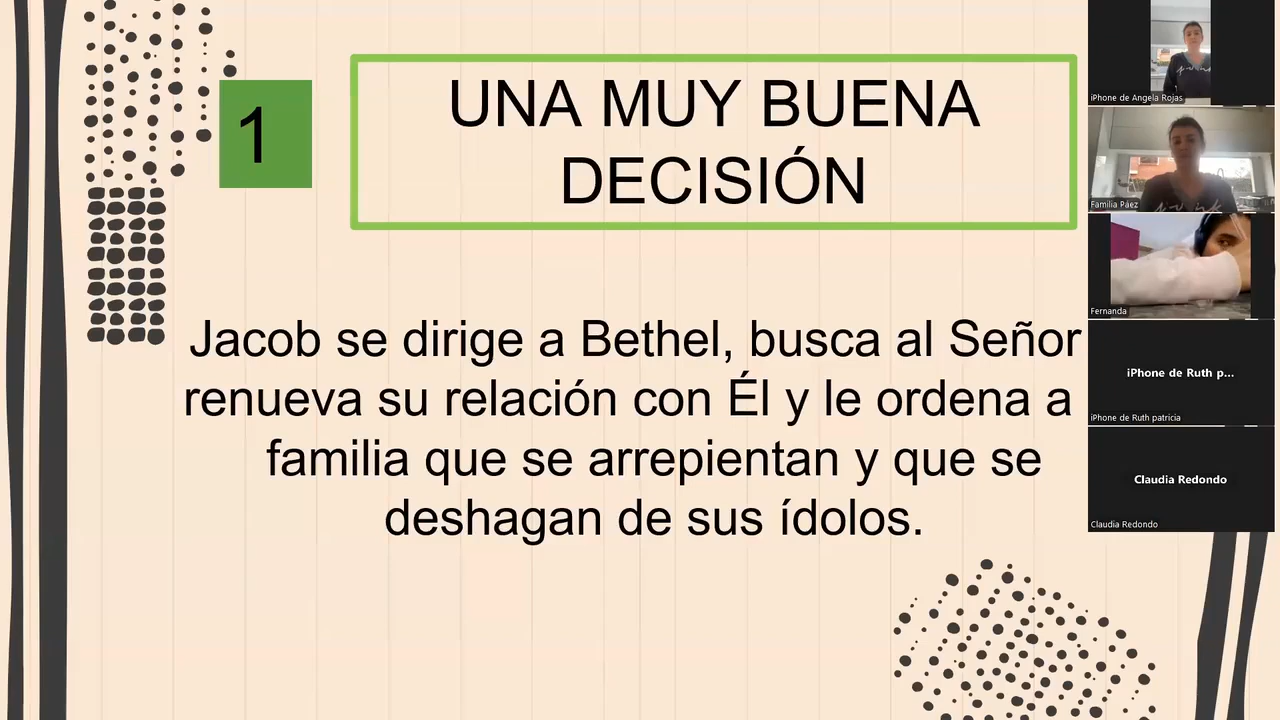 1
UNA MUY BUENA
DECISIÓN
Jacob se dirige a Bethel, busca al Señor
renueva su relación con Él y le ordena a
familia que se arrepientan y que se
deshagan de sus ídolos.
iPhone de Angela Rojas
Familia Páez
Fernanda
iPhone de Ruth p...
iPhone de Ruth patricia
Claudia Redondo
Claudia Redondo